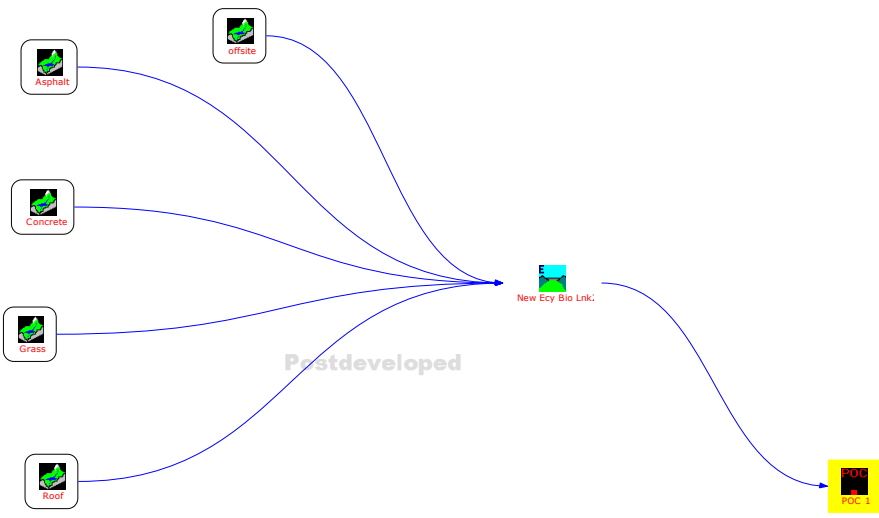 offsite
Asphalt
Concrete
E
New Ecy Bio Lnk2
Grass
Postdeveloped
Roof
POC
POC 1